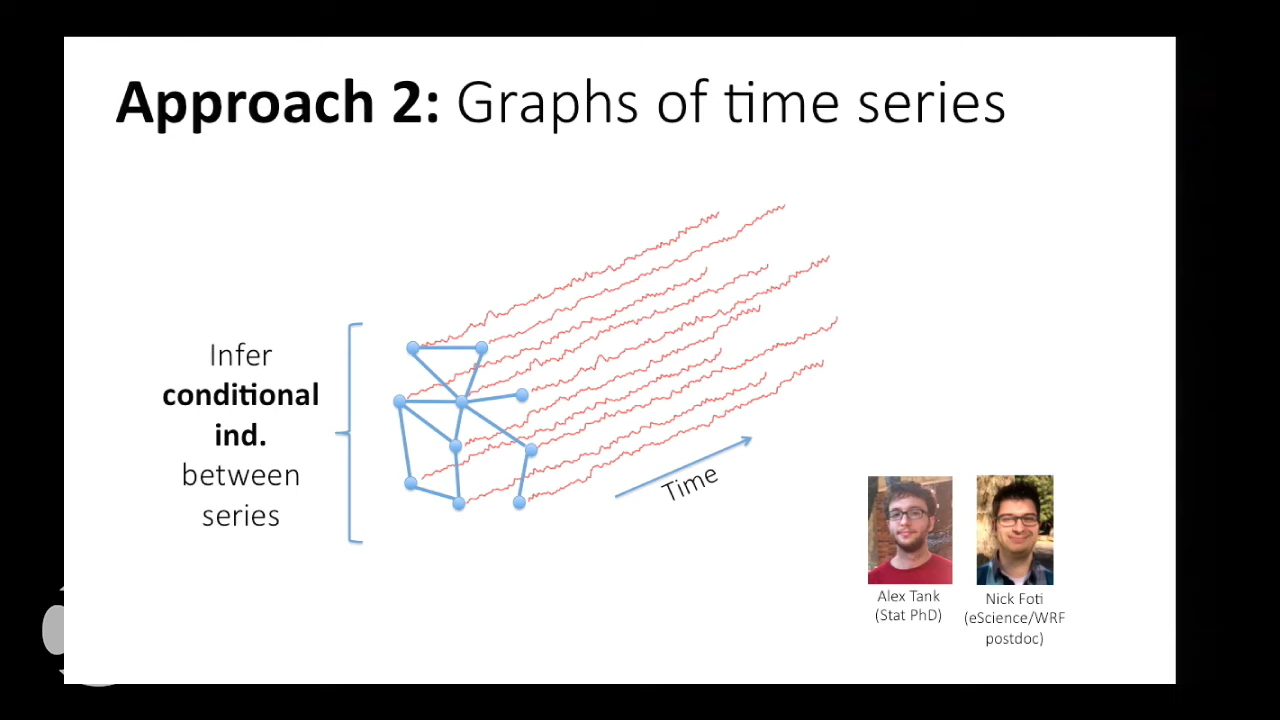 Approach 2: Graphs of time series
Infer
conditional
ind.
between
series
Time
Alex Tank
(Stat PhD)
Nick Foti
(eScience/WRF
postdoc)